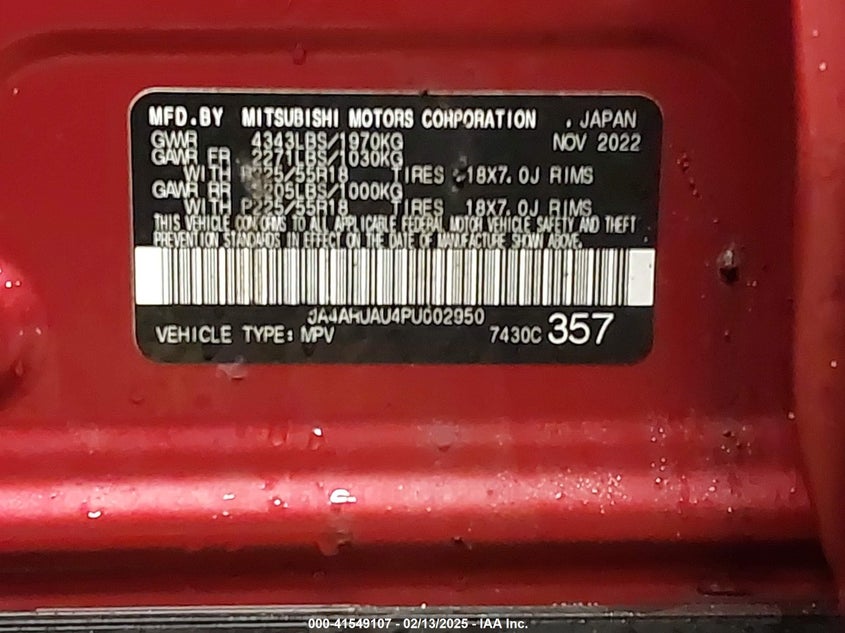 MFD.BY MITSUBISHI MOTORS CORPORATION , JAPAN
GVWR 4343LBS/1970KG NOV 2022
GAWR FR 2271LBS/1030KG
WITH P225/55R18 TIRES 18X7.0J RIMS
GAWR RR 2205LBS/1000KG
WITH P225/55R18 TIRES 18X7.0J RIMS
THIS VEHICLE CONFORMS TO ALL APPLICABLE FEDERAL MOTOR VEHICLE SAFETY AND THEFT
PREVENTION STANDARDS IN EFFECT ON THE DATE OF MANUFACTURE SHOWN ABOVE.
JA4ARUAU4PU002950
VEHICLE TYPE: MPV 7430C 357
000-41549107 - 02/13/2025 - IAA Inc.